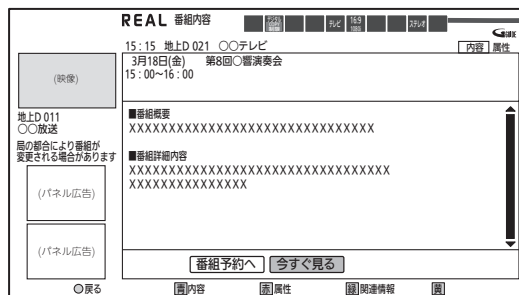 REAL 番組内容
テレビ 16:9 ステレオ
GUIDE
15：15 地上D 021 ○○テレビ
内容 属性
3月18日(金) 第8回○響演奏会
15：00～16：00
(映像)
地上D 011
○○放送
局の都合により番組が
変更される場合があります
■番組概要
XXXXXXXXXXXXXXXXXXXXXXXXXXXXXXXX
■番組詳細内容
XXXXXXXXXXXXXXXXXXXXXXXXXXXXXXXXXX
XXXXXXXXXXXXXXX
(パネル広告)
(パネル広告)
番組予約へ 今すぐ見る
○戻る 青 内容 赤 属性 緑 関連情報 黄